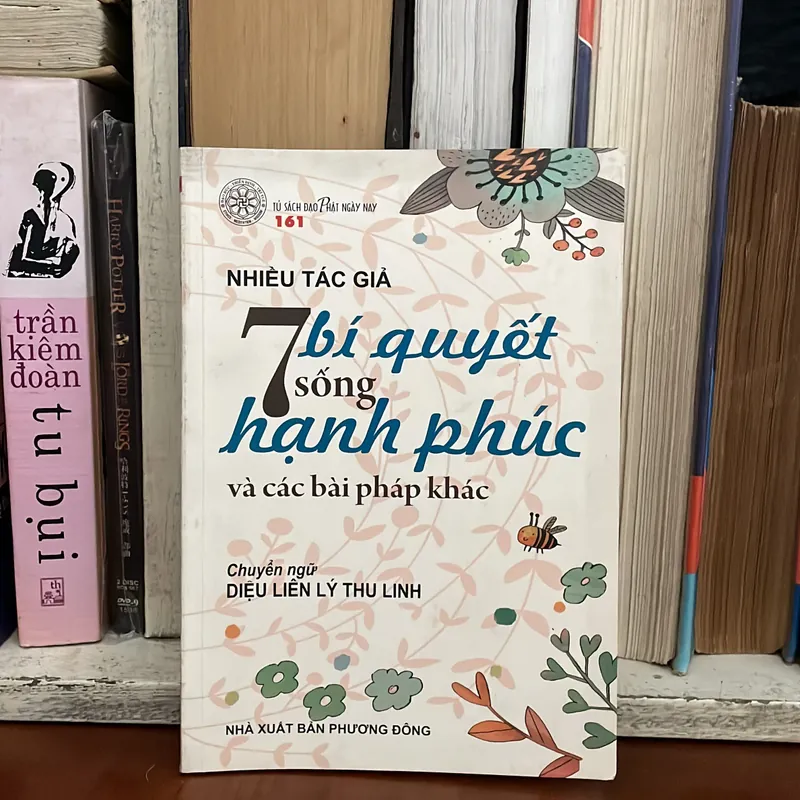 TỦ SÁCH ĐẠO PHẬT NGÀY NAY
161
NHIỀU TÁC GIẢ
7 bí quyết
sống
hạnh phúc
và các bài pháp khác
Chuyển ngữ
DIỆU LIÊN LÝ THU LINH
NHÀ XUẤT BẢN PHƯƠNG ĐÔNG
trần
kiêm
đoàn
tu bụi
HARRY POTTER
LORD OF THE RINGS